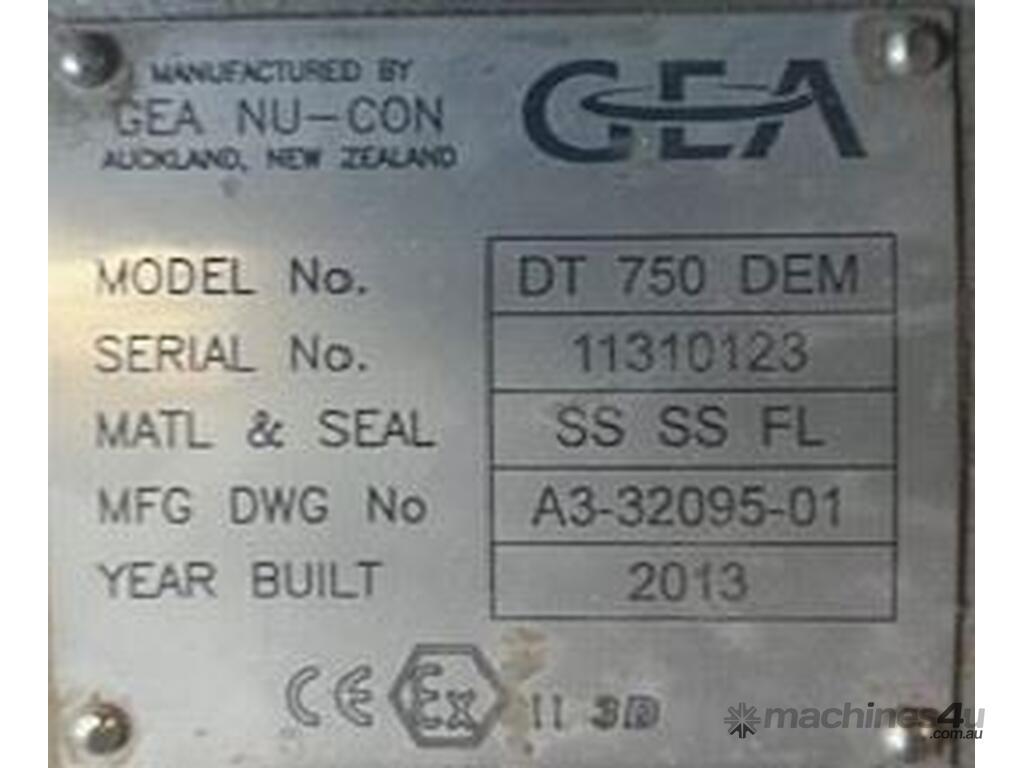 MANUFACTURED BY
GEA NU-CON
AUCKLAND, NEW ZEALAND
GEA
MODEL No. DT 750 DEM
SERIAL No. 11310123
MATL & SEAL SS SS FL
MFG DWG No A3-32095-01
YEAR BUILT 2013
CE Ex II 3D
machines4u
.com.au